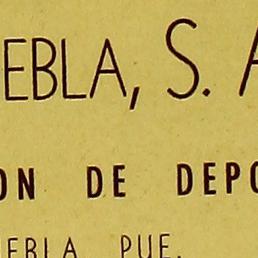 EBLA, S. A
ON DE DEPO
EBLA PUE.